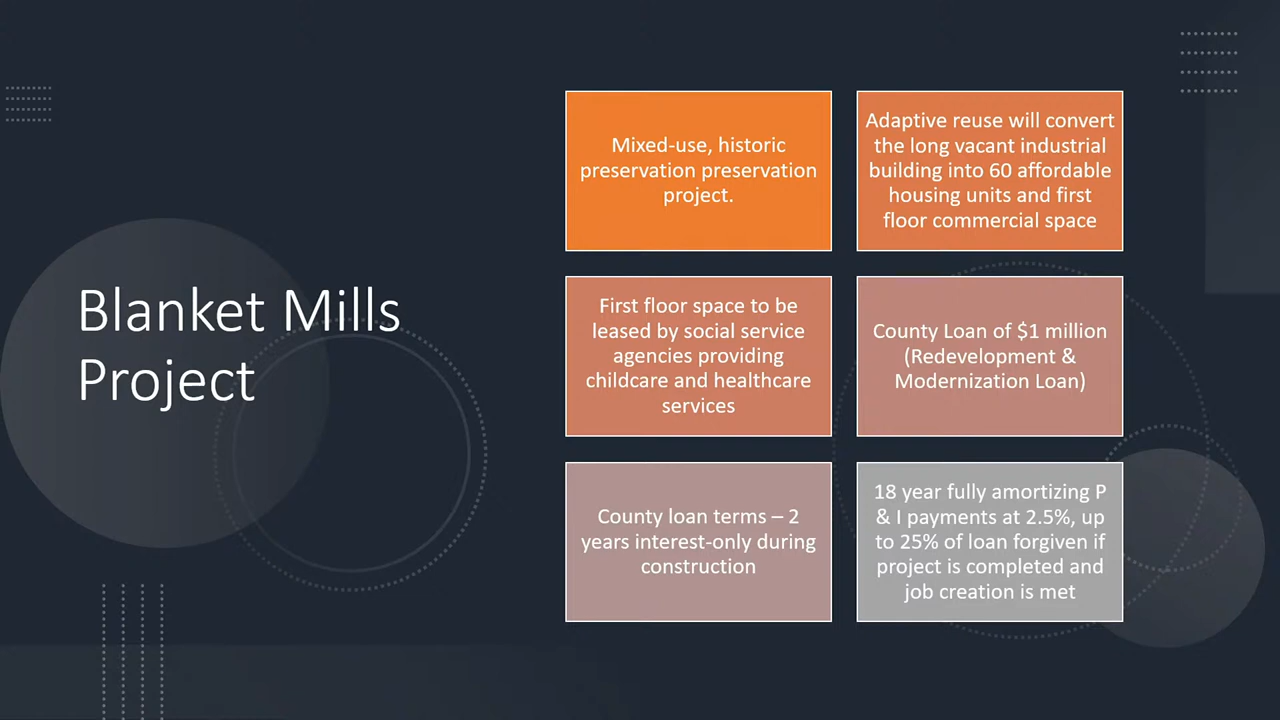 Blanket Mills
Project
Mixed-use, historic
preservation preservation
project.
Adaptive reuse will convert
the long vacant industrial
building into 60 affordable
housing units and first
floor commercial space
First floor space to be
leased by social service
agencies providing
childcare and healthcare
services
County Loan of $1 million
(Redevelopment &
Modernization Loan)
County loan terms – 2
years interest-only during
construction
18 year fully amortizing P
& I payments at 2.5%, up
to 25% of loan forgiven if
project is completed and
job creation is met